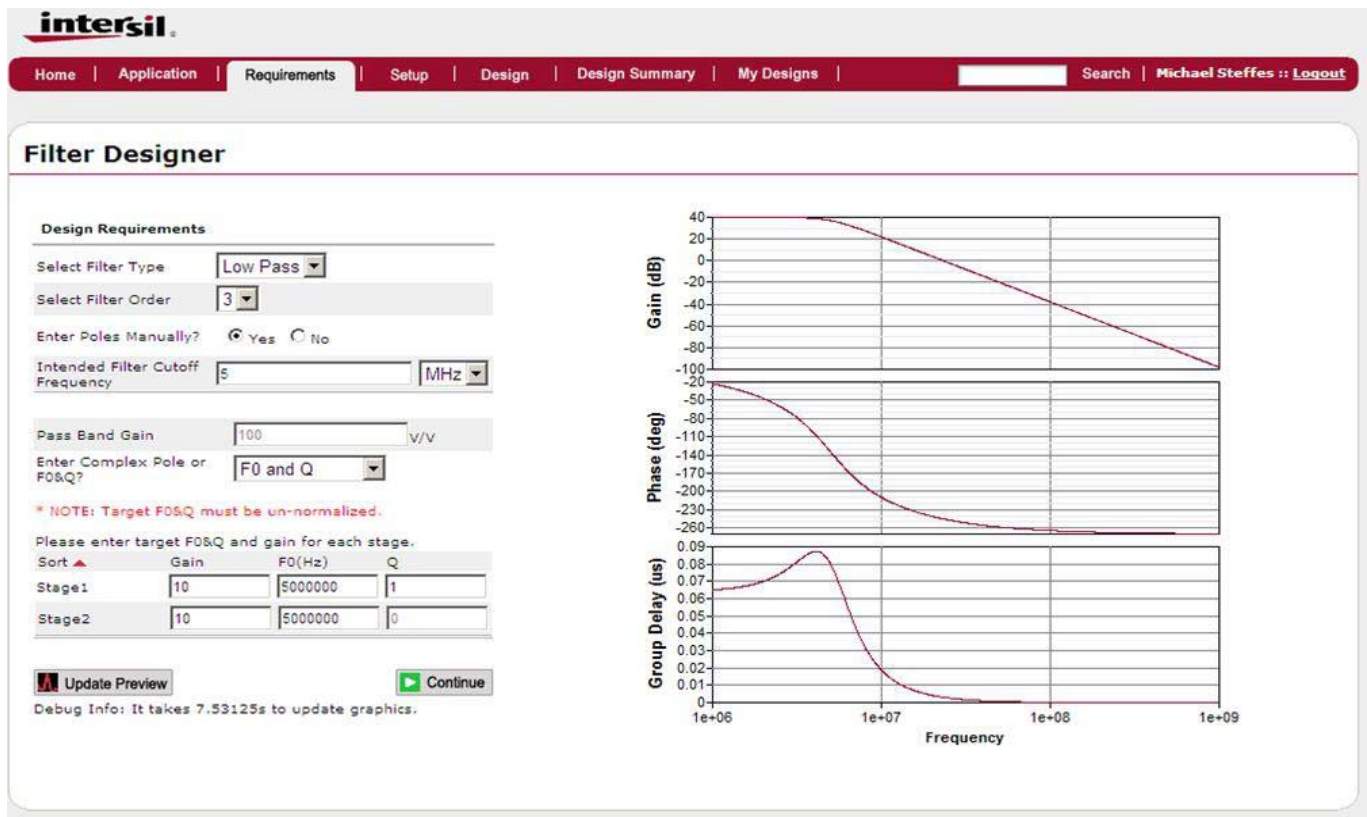 intersil.
Home | Application | Requirements | Setup | Design | Design Summary | My Designs | Search | Michael Steffes :: Logout
Filter Designer
Design Requirements
Select Filter Type Low Pass
Select Filter Order 3
Enter Poles Manually? Yes No
Intended Filter Cutoff Frequency 5 MHz
Pass Band Gain 100 V/V
Enter Complex Pole or F0&Q? F0 and Q
* NOTE: Target F0&Q must be un-normalized.
Please enter target F0&Q and gain for each stage.
Sort Gain F0(Hz) Q
Stage1 10 5000000 1
Stage2 10 5000000 0
Update Preview Continue
Debug Info: It takes 7.53125s to update graphics.
Gain (dB)
40
20
0
-20
-40
-60
-80
-100
Phase (deg)
-20
-50
-80
-110
-140
-170
-200
-230
-260
Group Delay (us)
0.09
0.08
0.07
0.06
0.05
0.04
0.03
0.02
0.01
0
1e+06 1e+07 1e+08 1e+09
Frequency